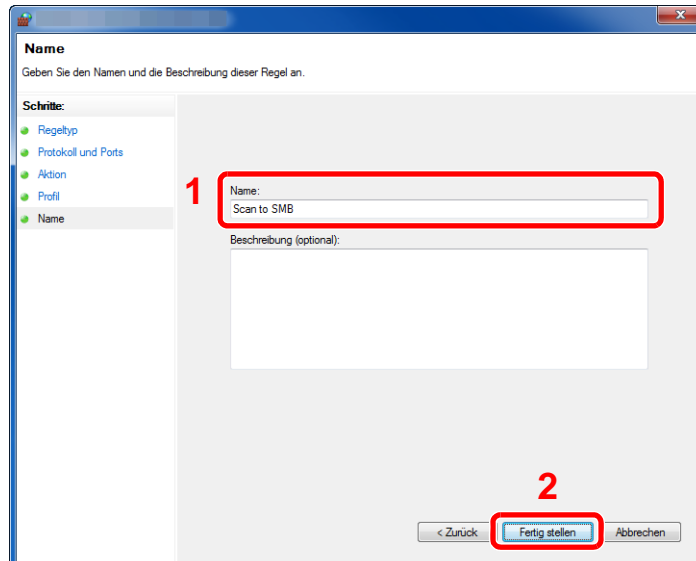 Name
Geben Sie den Namen und die Beschreibung dieser Regel an.
Schritte:
Regeltyp
Protokoll und Ports
Aktion
Profil
Name
1
Name:
Scan to SMB
Beschreibung (optional):
2
< Zurück
Fertig stellen
Abbrechen